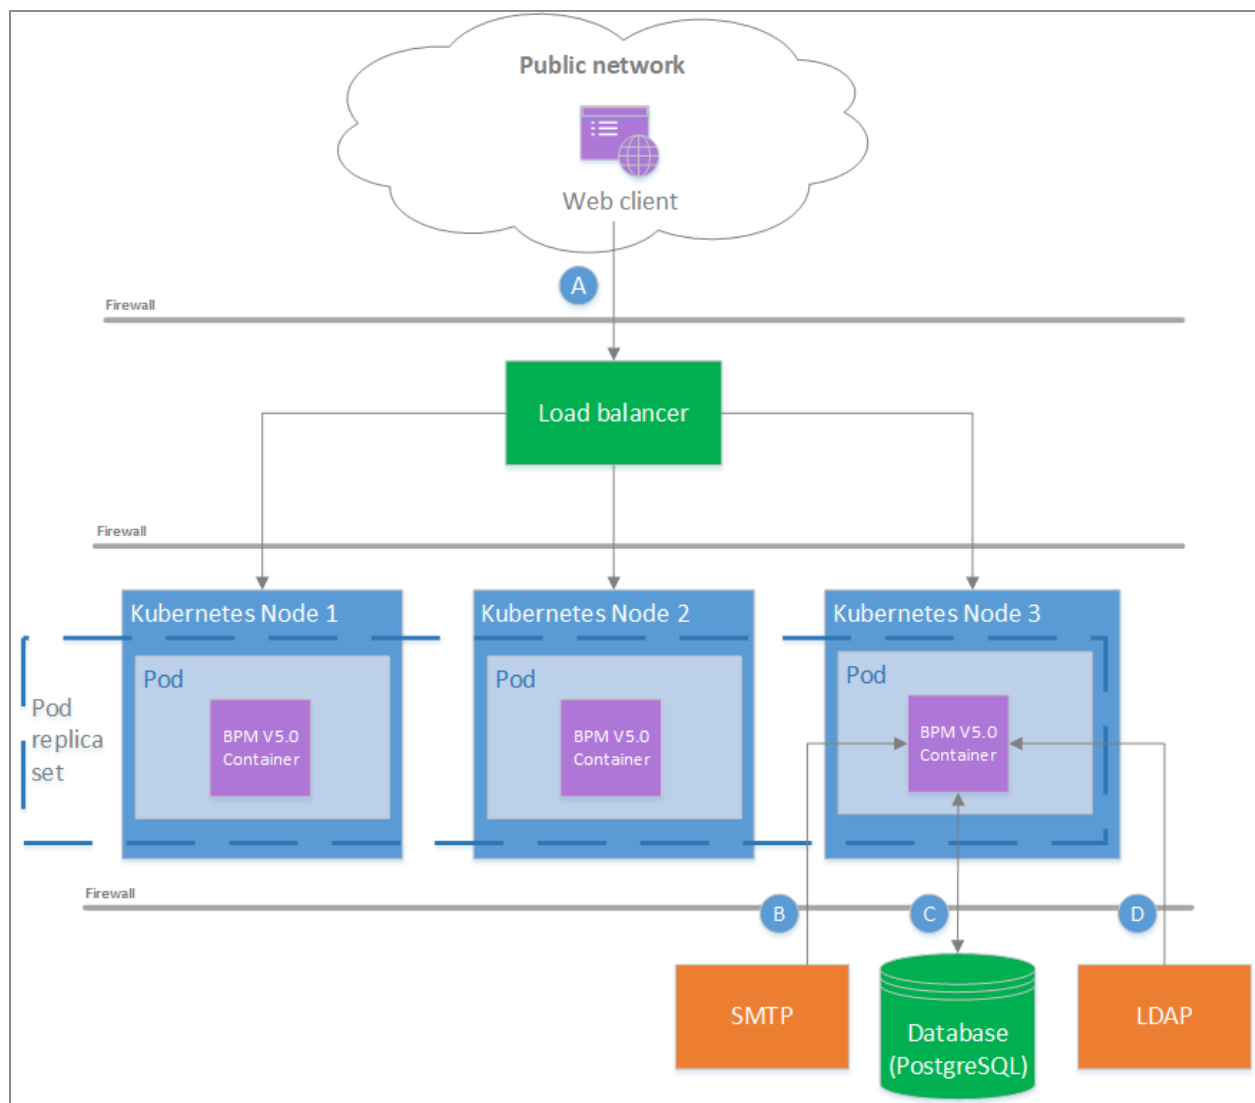 Public network
Web client
A
Firewall
Load balancer
Firewall
Kubernetes Node 1
Kubernetes Node 2
Kubernetes Node 3
Pod
Pod
Pod
Pod
replica
set
BPM V5.0
Container
BPM V5.0
Container
BPM V5.0
Container
Firewall
B
C
D
SMTP
Database
(PostgreSQL)
LDAP